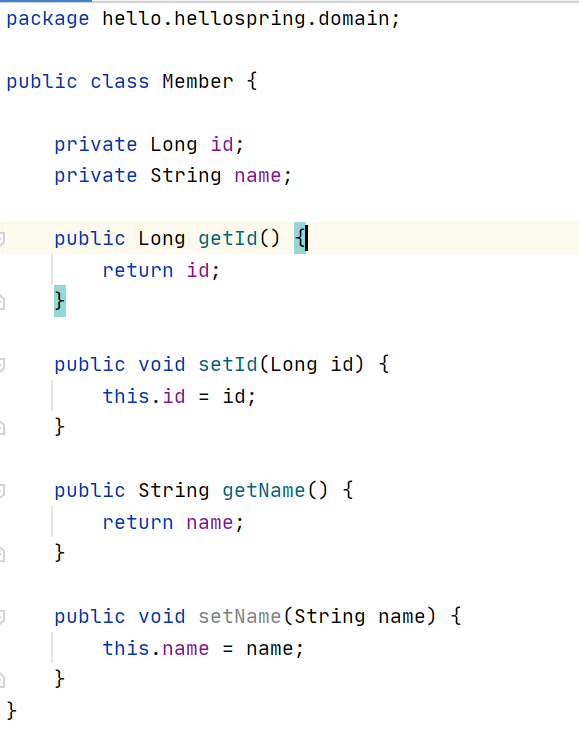 package hello.hellospring.domain;
public class Member {
private Long id;
private String name;
public Long getId() {
return id;
}
public void setId(Long id) {
this.id = id;
}
public String getName() {
return name;
}
public void setName(String name) {
this.name = name;
}
}